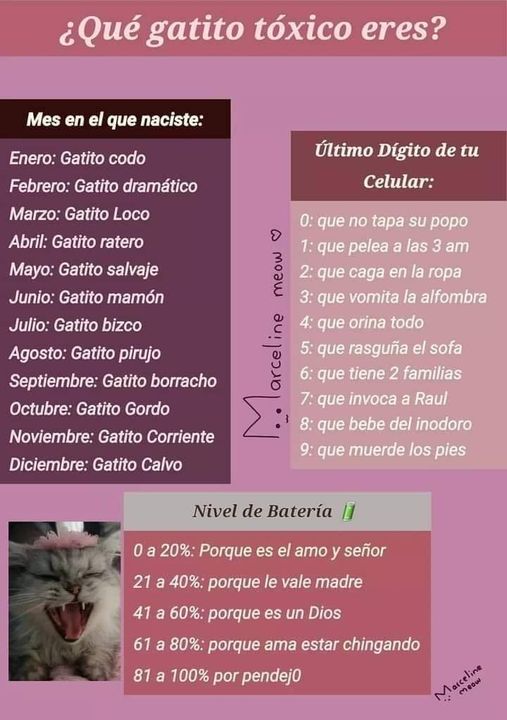 ¿Qué gatito tóxico eres?
Mes en el que naciste:
Enero: Gatito codo
Febrero: Gatito dramático
Marzo: Gatito Loco
Abril: Gatito ratero
Mayo: Gatito salvaje
Junio: Gatito mamón
Julio: Gatito bizco
Agosto: Gatito pirujo
Septiembre: Gatito borracho
Octubre: Gatito Gordo
Noviembre: Gatito Corriente
Diciembre: Gatito Calvo
Marceline meow ♡
Último Dígito de tu
Celular:
0: que no tapa su popo
1: que pelea a las 3 am
2: que caga en la ropa
3: que vomita la alfombra
4: que orina todo
5: que rasguña el sofa
6: que tiene 2 familias
7: que invoca a Raul
8: que bebe del inodoro
9: que muerde los pies
Nivel de Batería
0 a 20%: Porque es el amo y señor
21 a 40%: porque le vale madre
41 a 60%: porque es un Dios
61 a 80%: porque ama estar chingando
81 a 100% por pendej0
Marceline
meow